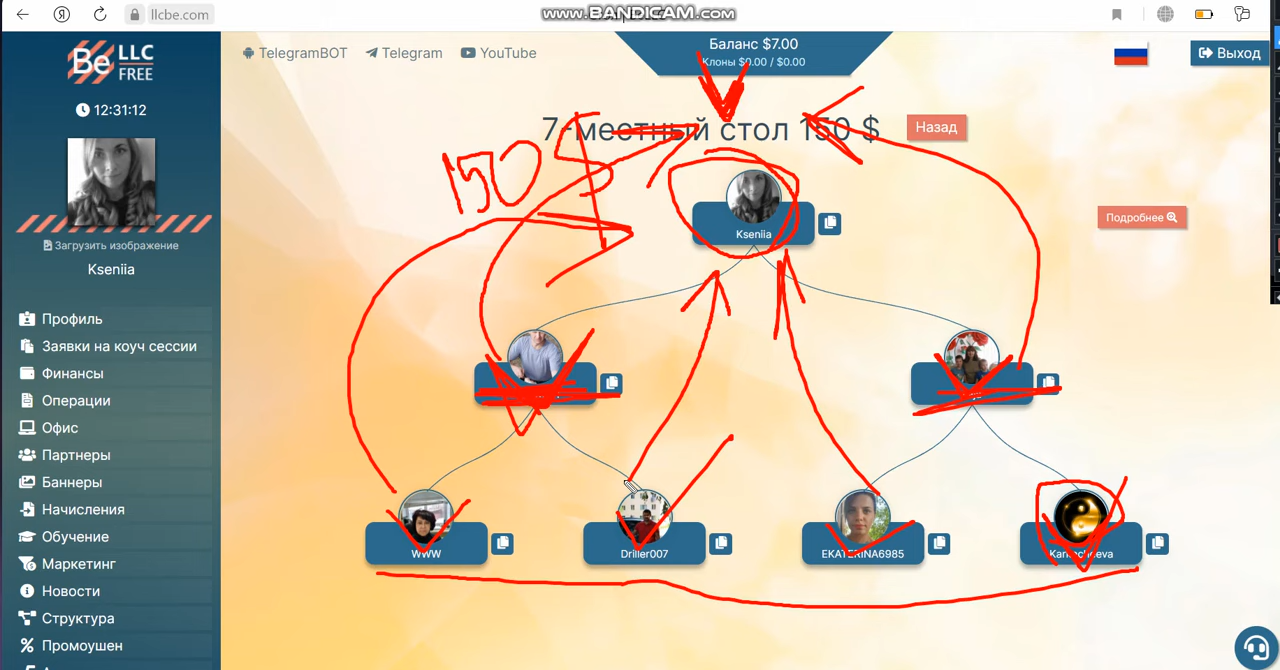 llcbe.com
www.BANDICAM.com
Be LLC FREE
TelegramBOT Telegram YouTube
Баланс $7.00
Клоны $0.00 / $0.00
Выход
12:31:12
7-местный стол 150 $
Назад
150 $
Подробнее
Загрузить изображение
Kseniia
Kseniia
Профиль
Заявки на коуч сессии
Финансы
Операции
Офис
Партнеры
Баннеры
Начисления
Обучение
Маркетинг
Новости
Структура
Промоушен
WWW
Driller007
EKATERINA6985